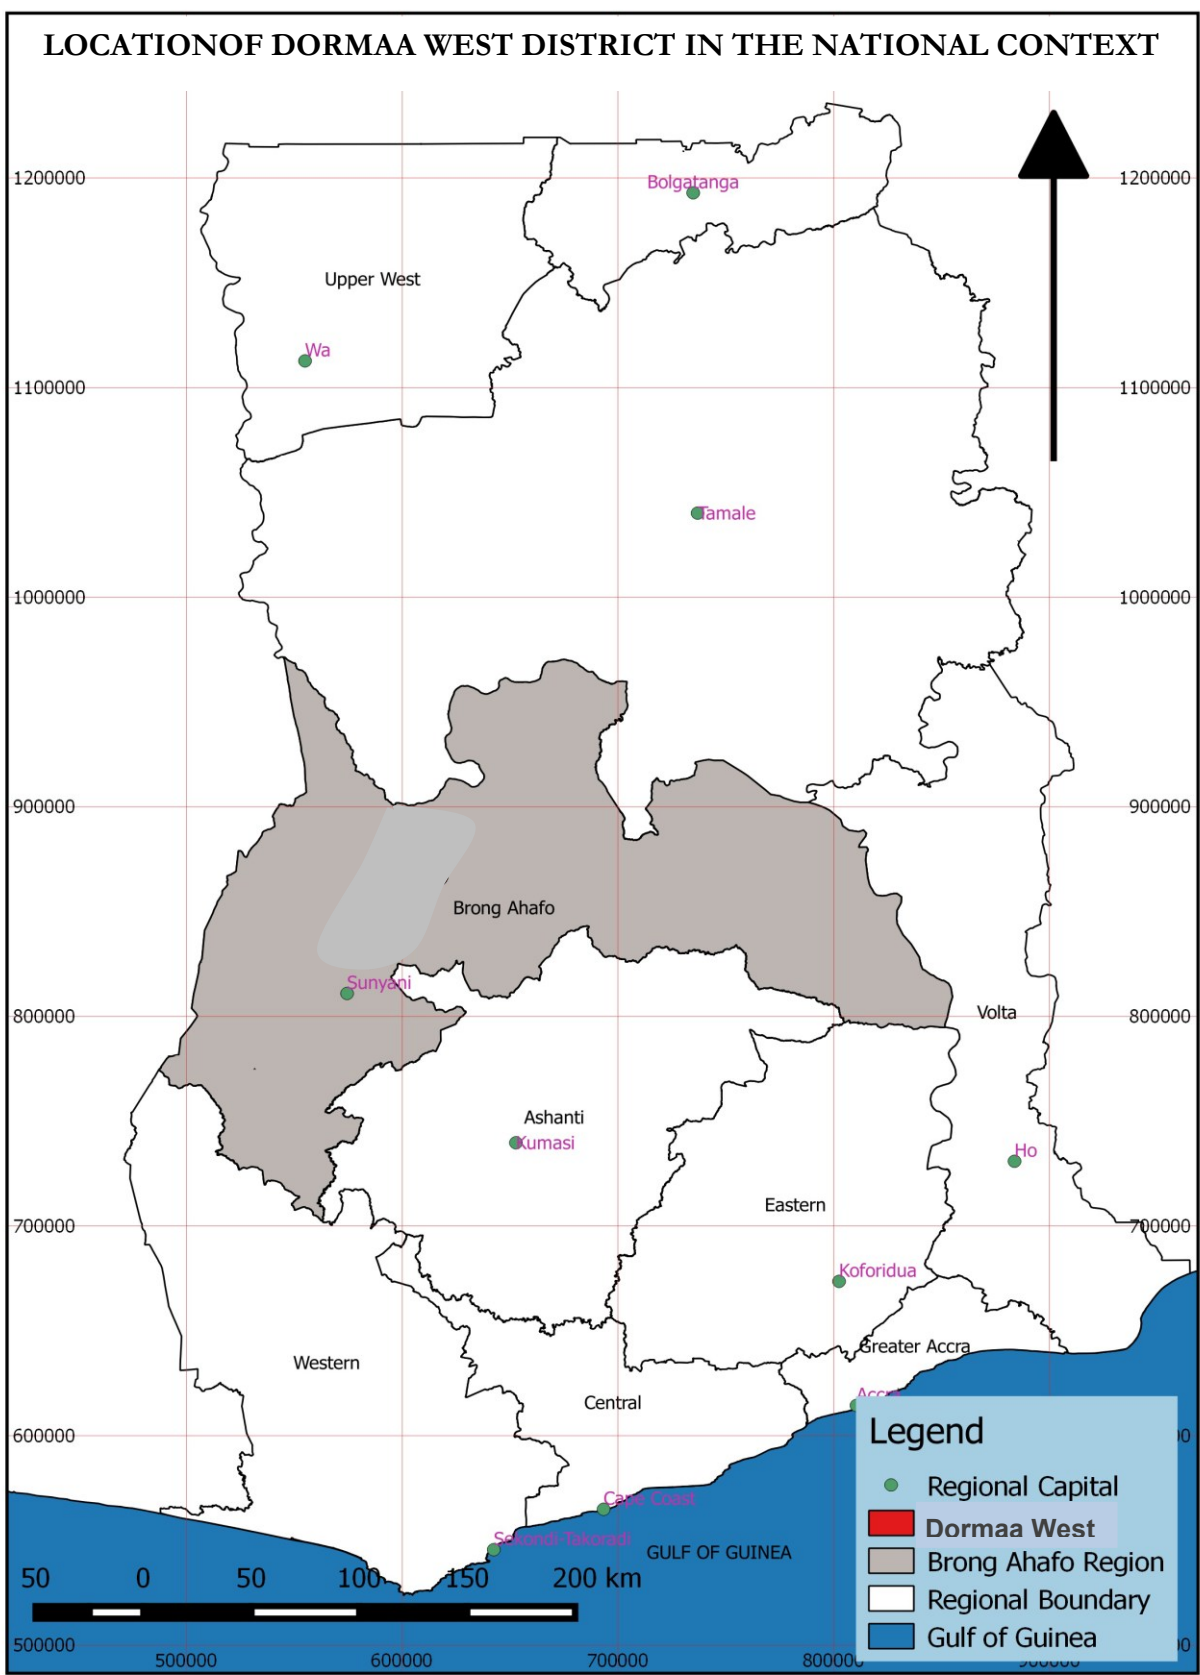 LOCATIONOF DORMAA WEST DISTRICT IN THE NATIONAL CONTEXT
1200000
1200000
Bolgatanga
Upper West
Wa
1100000
1100000
Tamale
1000000
1000000
900000
900000
Brong Ahafo
Sunyani
800000
Volta
800000
Ashanti
Kumasi
Ho
Eastern
700000
700000
Koforidua
Greater Accra
Western
Central
Accra
600000
Legend
Regional Capital
Dormaa West
Brong Ahafo Region
Regional Boundary
Gulf of Guinea
Cape Coast
Sekondi-Takoradi
GULF OF GUINEA
50 0 50 100 150 200 km
500000
500000 600000 700000 800000 900000